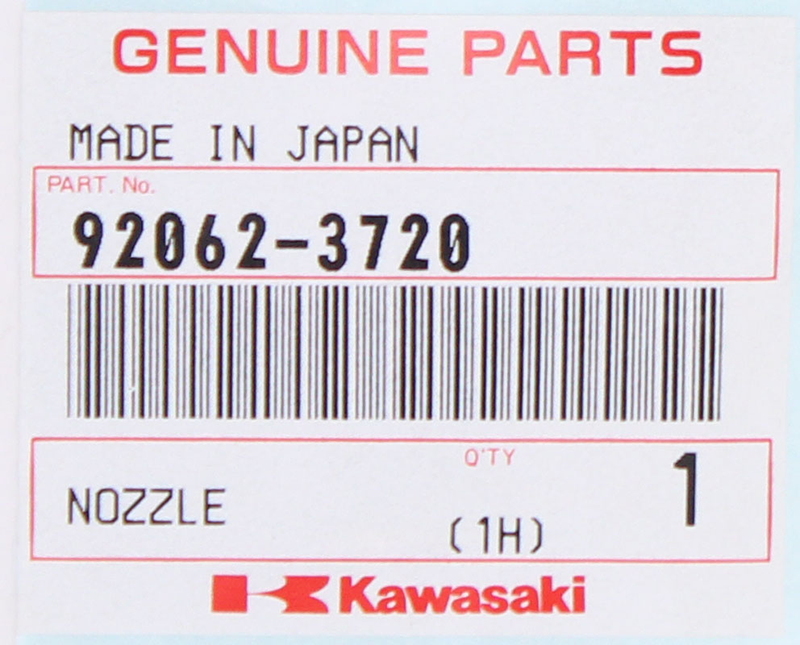 GENUINE PARTS
MADE IN JAPAN
PART. No.
92062-3720
Q'TY
NOZZLE (1H) 1
Kawasaki